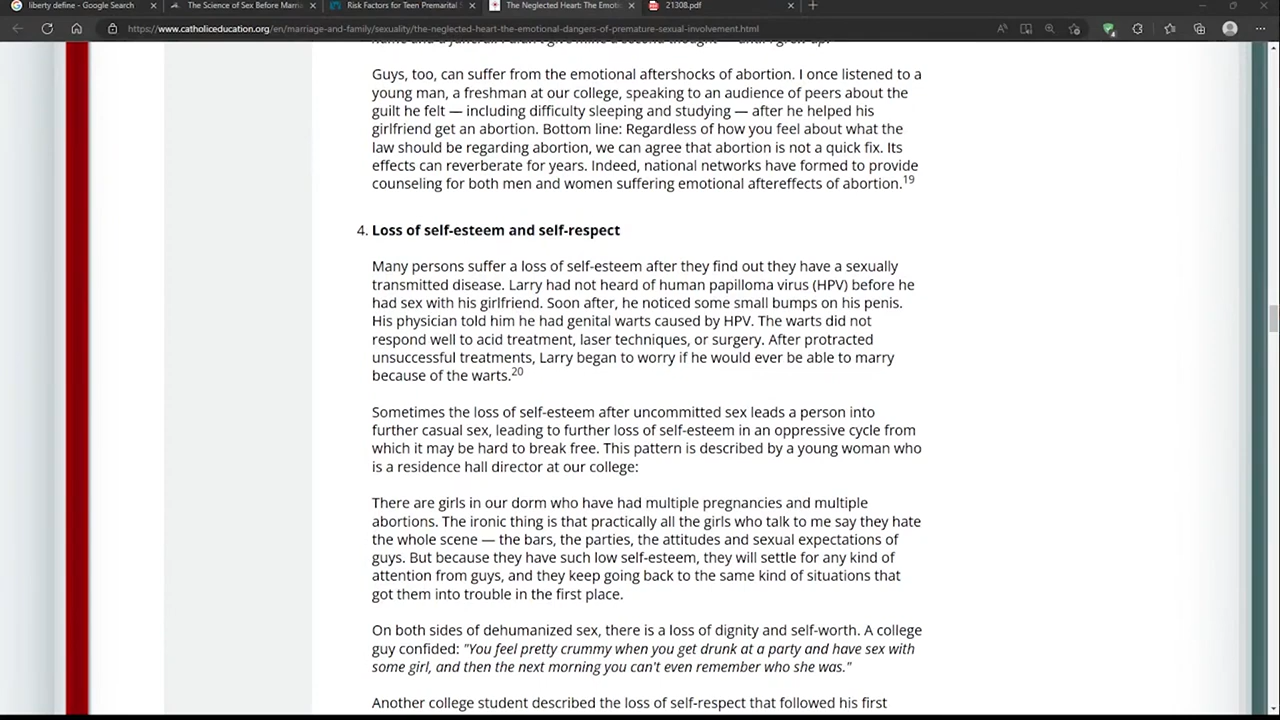 liberty define - Google Search
The Science of Sex Before Marri
Risk Factors for Teen Premarital S
The Neglected Heart: The Emoti
21308.pdf
https://www.catholiceducation.org/en/marriage-and-family/sexuality/the-neglected-heart-the-emotional-dangers-of-premature-sexual-involvement.html
Guys, too, can suffer from the emotional aftershocks of abortion. I once listened to a
young man, a freshman at our college, speaking to an audience of peers about the
guilt he felt — including difficulty sleeping and studying — after he helped his
girlfriend get an abortion. Bottom line: Regardless of how you feel about what the
law should be regarding abortion, we can agree that abortion is not a quick fix. Its
effects can reverberate for years. Indeed, national networks have formed to provide
counseling for both men and women suffering emotional aftereffects of abortion.19
4. Loss of self-esteem and self-respect
Many persons suffer a loss of self-esteem after they find out they have a sexually
transmitted disease. Larry had not heard of human papilloma virus (HPV) before he
had sex with his girlfriend. Soon after, he noticed some small bumps on his penis.
His physician told him he had genital warts caused by HPV. The warts did not
respond well to acid treatment, laser techniques, or surgery. After protracted
unsuccessful treatments, Larry began to worry if he would ever be able to marry
because of the warts.20
Sometimes the loss of self-esteem after uncommitted sex leads a person into
further casual sex, leading to further loss of self-esteem in an oppressive cycle from
which it may be hard to break free. This pattern is described by a young woman who
is a residence hall director at our college:
There are girls in our dorm who have had multiple pregnancies and multiple
abortions. The ironic thing is that practically all the girls who talk to me say they hate
the whole scene — the bars, the parties, the attitudes and sexual expectations of
guys. But because they have such low self-esteem, they will settle for any kind of
attention from guys, and they keep going back to the same kind of situations that
got them into trouble in the first place.
On both sides of dehumanized sex, there is a loss of dignity and self-worth. A college
guy confided: "You feel pretty crummy when you get drunk at a party and have sex with
some girl, and then the next morning you can't even remember who she was."
Another college student described the loss of self-respect that followed his first